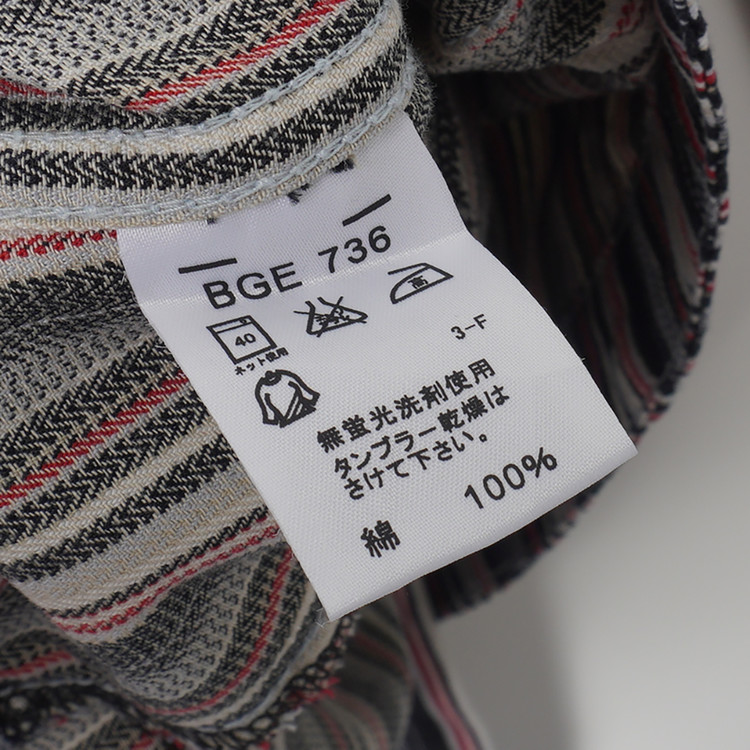 BGE 736
40
ネット使用
高
3-F
無蛍光洗剤使用
タンブラー乾燥は
さけて下さい。
綿 100%